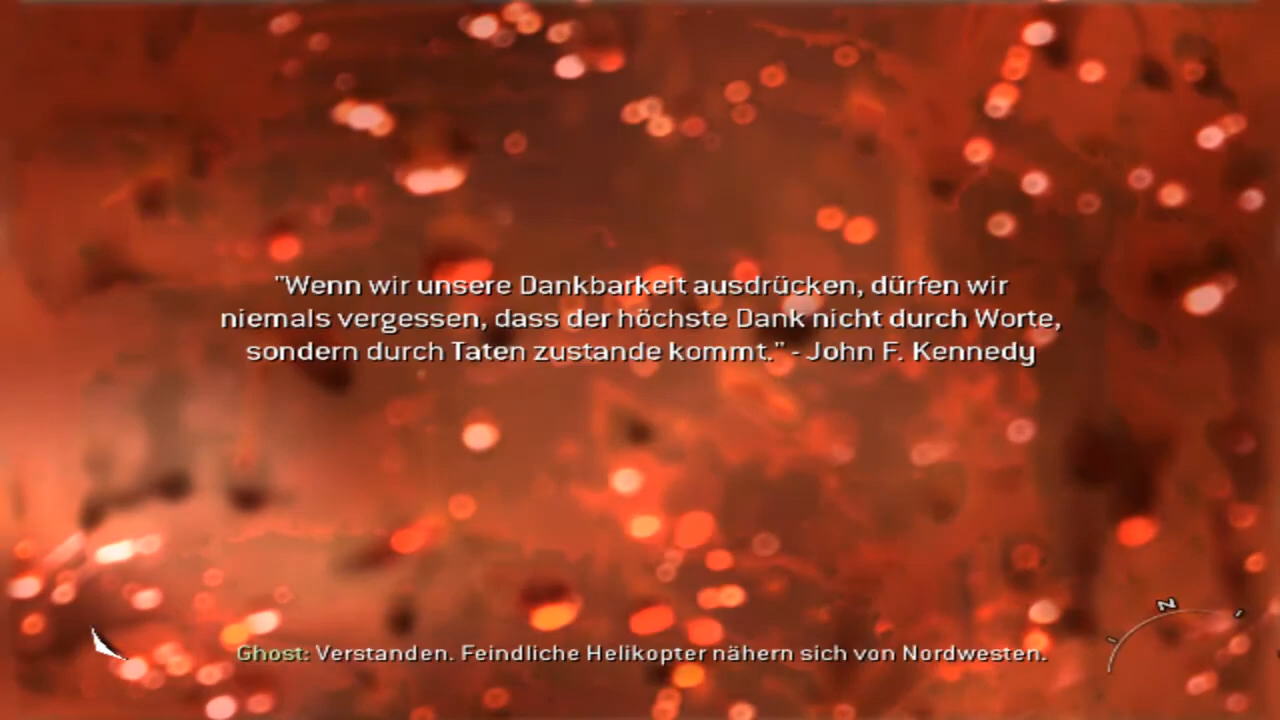 "Wenn wir unsere Dankbarkeit ausdrücken, dürfen wir
niemals vergessen, dass der höchste Dank nicht durch Worte,
sondern durch Taten zustande kommt." - John F. Kennedy
N
Ghost: Verstanden. Feindliche Helikopter nähern sich von Nordwesten.